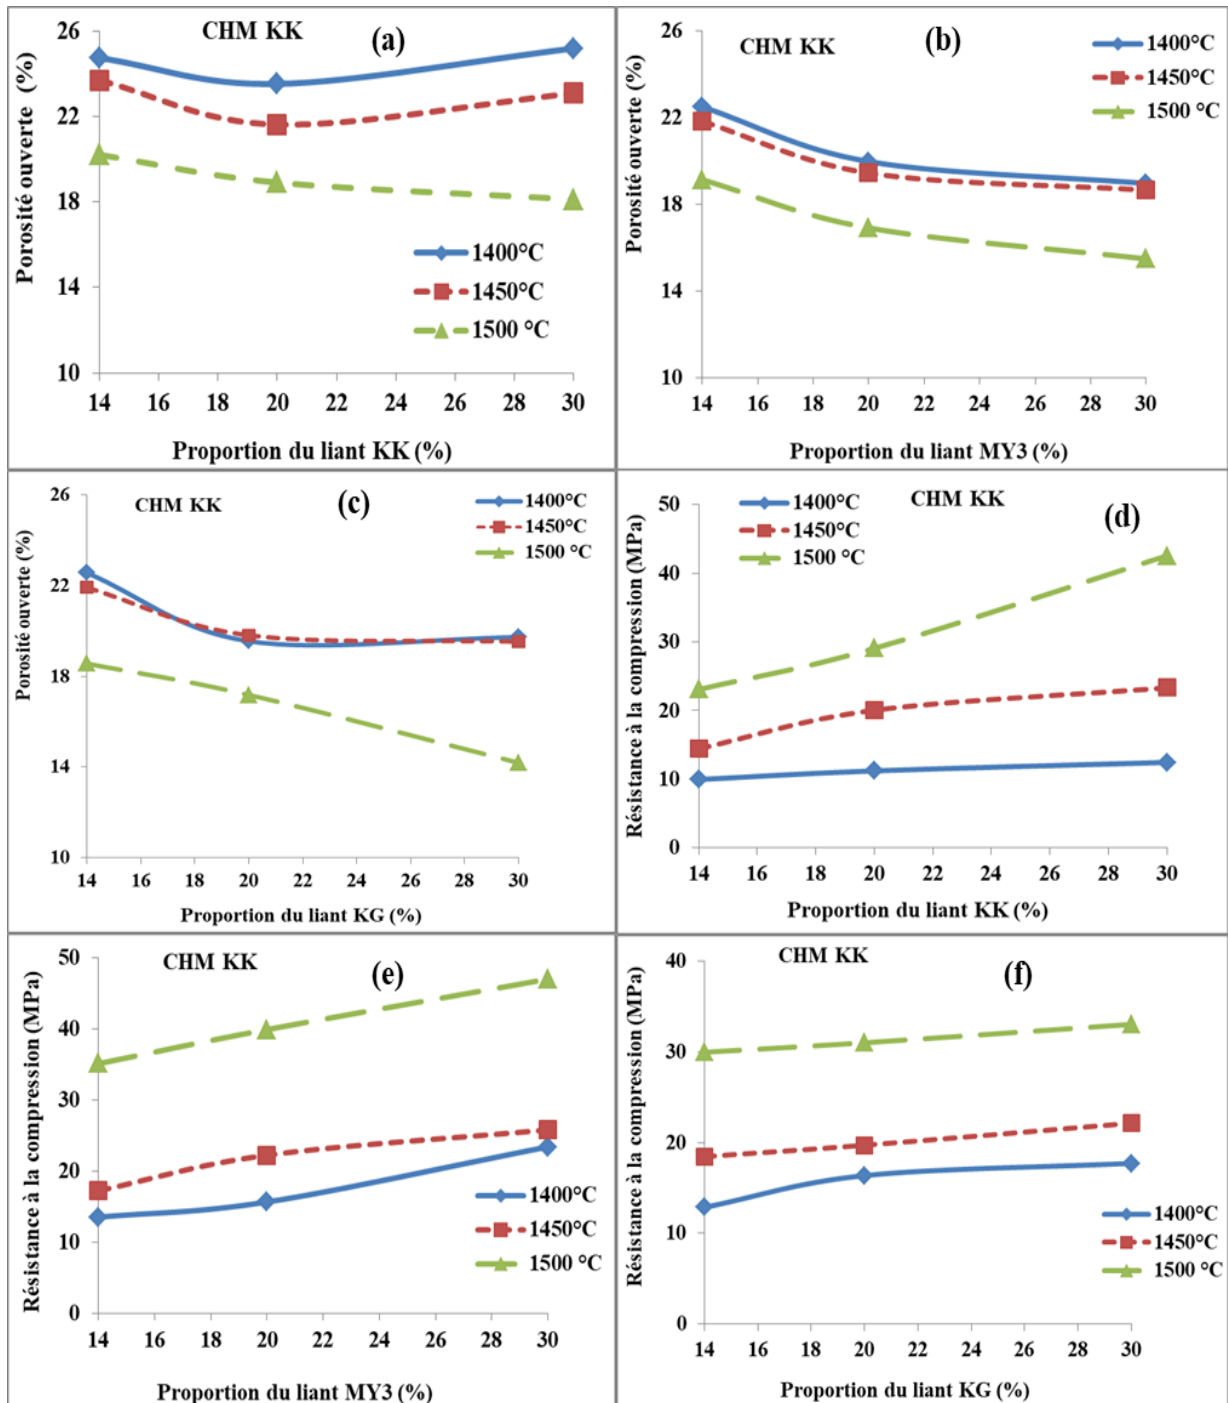 CHM KK
(a)
Porosité ouverte (%)
26
22
18
14
10
1400°C
1450°C
1500 °C
14 16 18 20 22 24 26 28 30
Proportion du liant KK (%)
CHM KK
(b)
1400°C
1450°C
1500 °C
Porosité ouverte (%)
26
22
18
14
10
14 16 18 20 22 24 26 28 30
Proportion du liant MY3 (%)
CHM KK
(c)
1400°C
1450°C
1500 °C
Porosité ouverte (%)
26
22
18
14
10
14 16 18 20 22 24 26 28 30
Proportion du liant KG (%)
1400°C
1450°C
1500 °C
CHM KK
(d)
Résistance à la compression (MPa)
50
40
30
20
10
0
14 16 18 20 22 24 26 28 30
Proportion du liant KK (%)
CHM KK
(e)
Résistance à la compression (MPa)
50
40
30
20
10
0
1400°C
1450°C
1500 °C
14 16 18 20 22 24 26 28 30
Proportion du liant MY3 (%)
CHM KK
(f)
Résistance à la compression (MPa)
40
30
20
10
0
1400°C
1450°C
1500 °C
14 16 18 20 22 24 26 28 30
Proportion du liant KG (%)